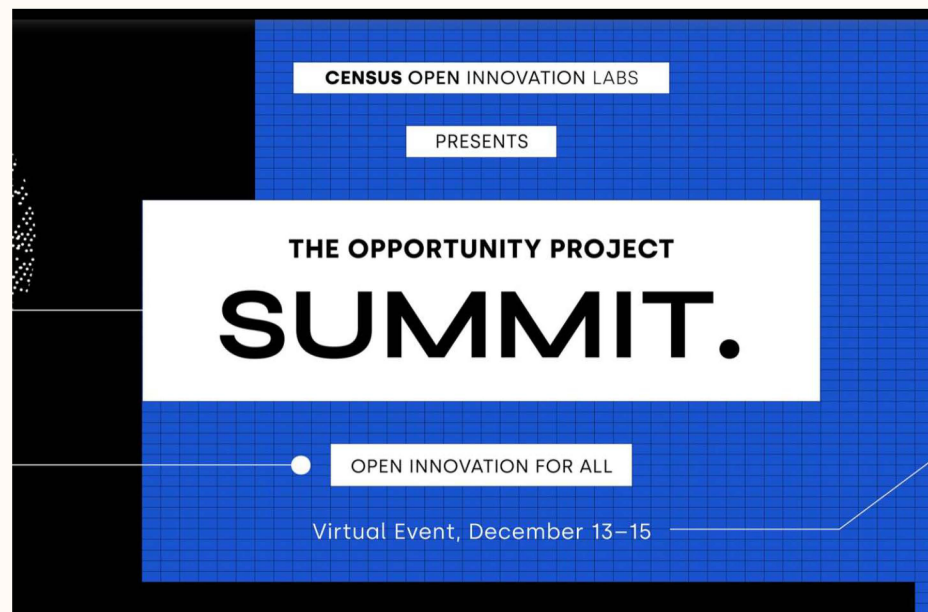 CENSUS OPEN INNOVATION LABS
PRESENTS
THE OPPORTUNITY PROJECT
SUMMIT.
OPEN INNOVATION FOR ALL
Virtual Event, December 13–15